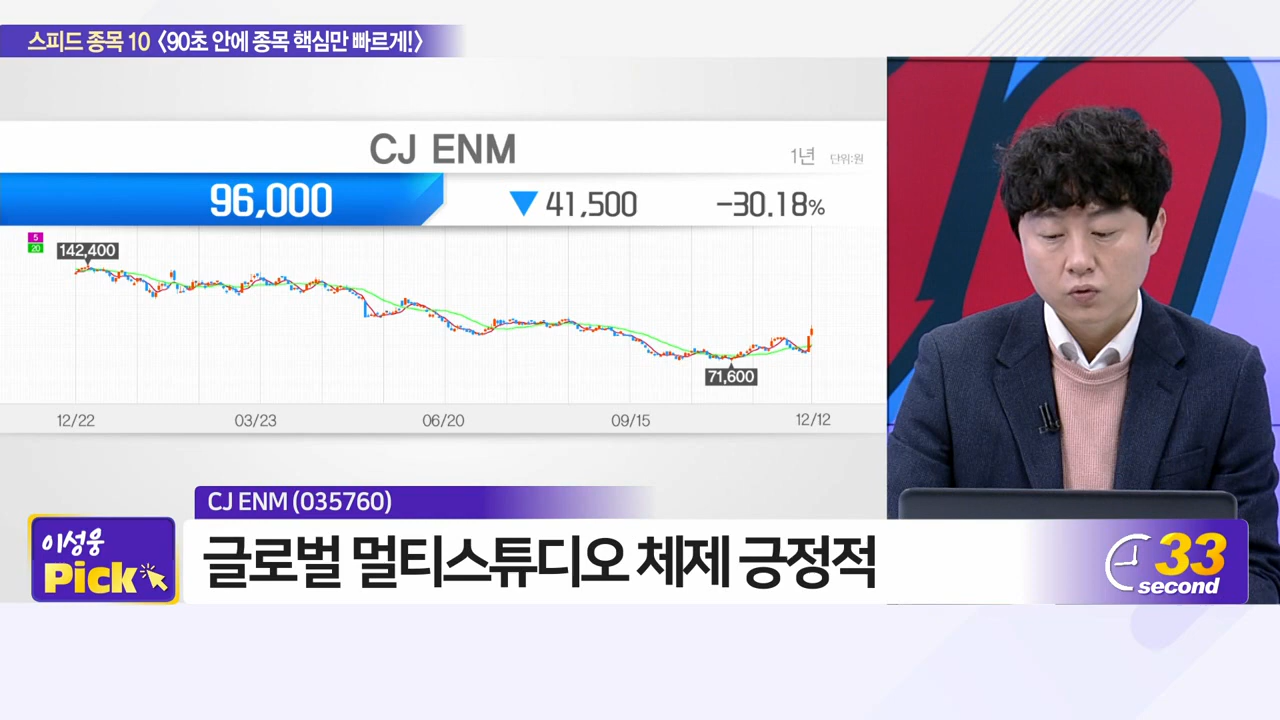 스피드 종목 10 〈90초 안에 종목 핵심만 빠르게!〉
CJ ENM
1년 단위:원
96,000 ▼ 41,500 -30.18%
5
20
142,400
71,600
12/22 03/23 06/20 09/15 12/12
CJ ENM (035760)
이성웅
Pick
글로벌 멀티스튜디오 체제 긍정적
33
second